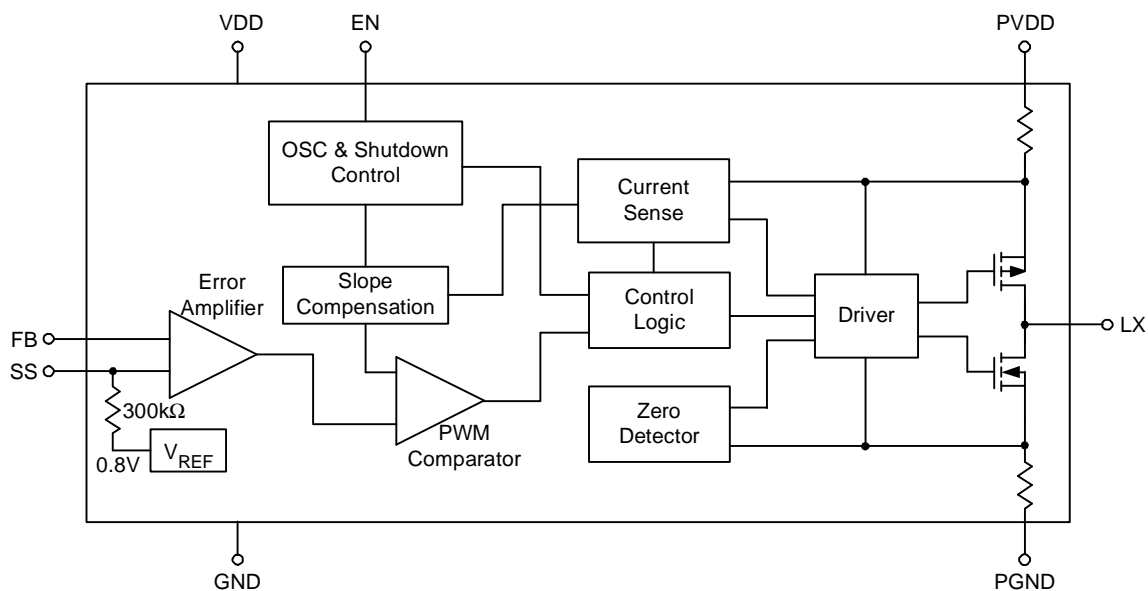 VDD
EN
PVDD
OSC & Shutdown
Control
Current
Sense
Error
Amplifier
Slope
Compensation
Control
Logic
Driver
FB
SS
LX
300kΩ
0.8V
VREF
PWM
Comparator
Zero
Detector
GND
PGND